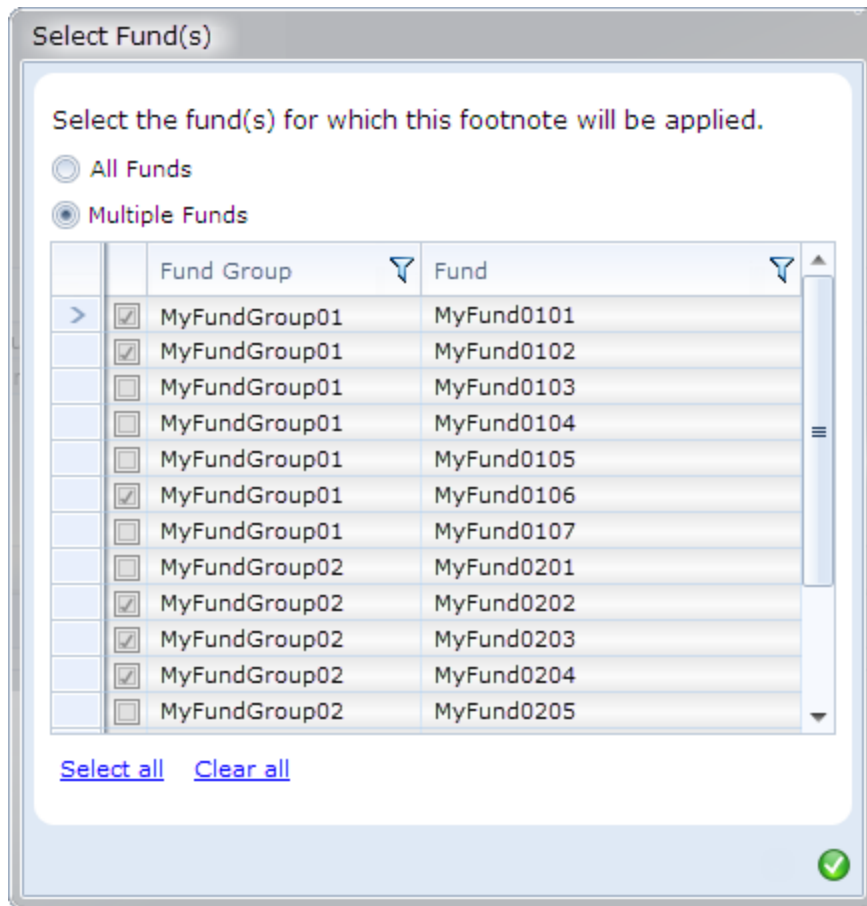 Select Fund(s)
Select the fund(s) for which this footnote will be applied.
All Funds
Multiple Funds
Fund Group Fund
MyFundGroup01 MyFund0101
MyFundGroup01 MyFund0102
MyFundGroup01 MyFund0103
MyFundGroup01 MyFund0104
MyFundGroup01 MyFund0105
MyFundGroup01 MyFund0106
MyFundGroup01 MyFund0107
MyFundGroup02 MyFund0201
MyFundGroup02 MyFund0202
MyFundGroup02 MyFund0203
MyFundGroup02 MyFund0204
MyFundGroup02 MyFund0205
Select all Clear all